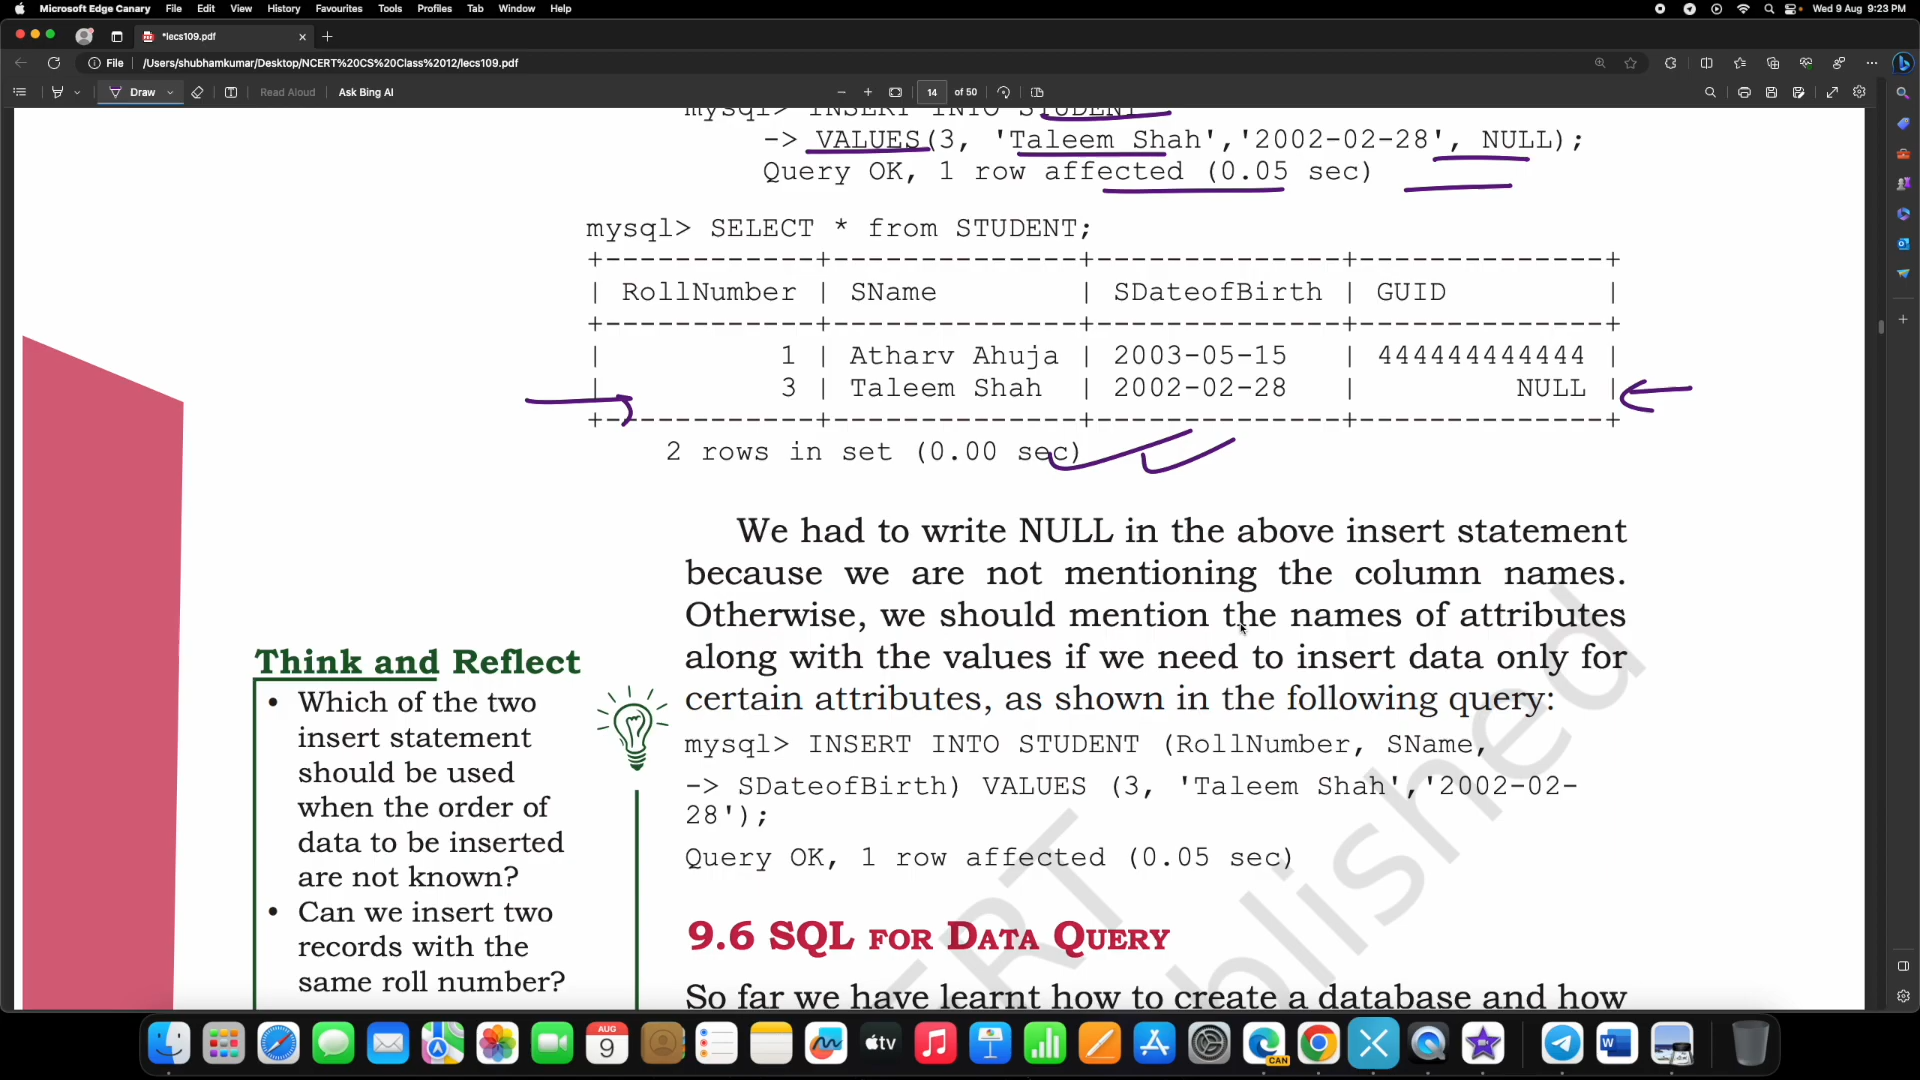 Microsoft Edge Canary File Edit View History Favourites Tools Profiles Tab Window Help Wed 9 Aug 9:23 PM
*lecs109.pdf
File /Users/shubhamkumar/Desktop/NCERT%20CS%20Class%2012/lecs109.pdf
Draw Read Aloud Ask Bing AI 14 of 50
mysql> INSERT INTO STUDENT
-> VALUES(3, 'Taleem Shah','2002-02-28', NULL);
Query OK, 1 row affected (0.05 sec)
mysql> SELECT * from STUDENT;
+------------+--------------+--------------+--------------+
| RollNumber | SName | SDateofBirth | GUID |
+------------+--------------+--------------+--------------+
| 1 | Atharv Ahuja | 2003-05-15 | 444444444444 |
| 3 | Taleem Shah | 2002-02-28 | NULL |
+------------+--------------+--------------+--------------+
2 rows in set (0.00 sec)
We had to write NULL in the above insert statement
because we are not mentioning the column names.
Otherwise, we should mention the names of attributes
along with the values if we need to insert data only for
certain attributes, as shown in the following query:
mysql> INSERT INTO STUDENT (RollNumber, SName,
-> SDateofBirth) VALUES (3, 'Taleem Shah','2002-02-
28');
Query OK, 1 row affected (0.05 sec)
9.6 SQL for Data Query
So far we have learnt how to create a database and how
Think and Reflect
• Which of the two
insert statement
should be used
when the order of
data to be inserted
are not known?
• Can we insert two
records with the
same roll number?
AUG
9
tv
CAN
W